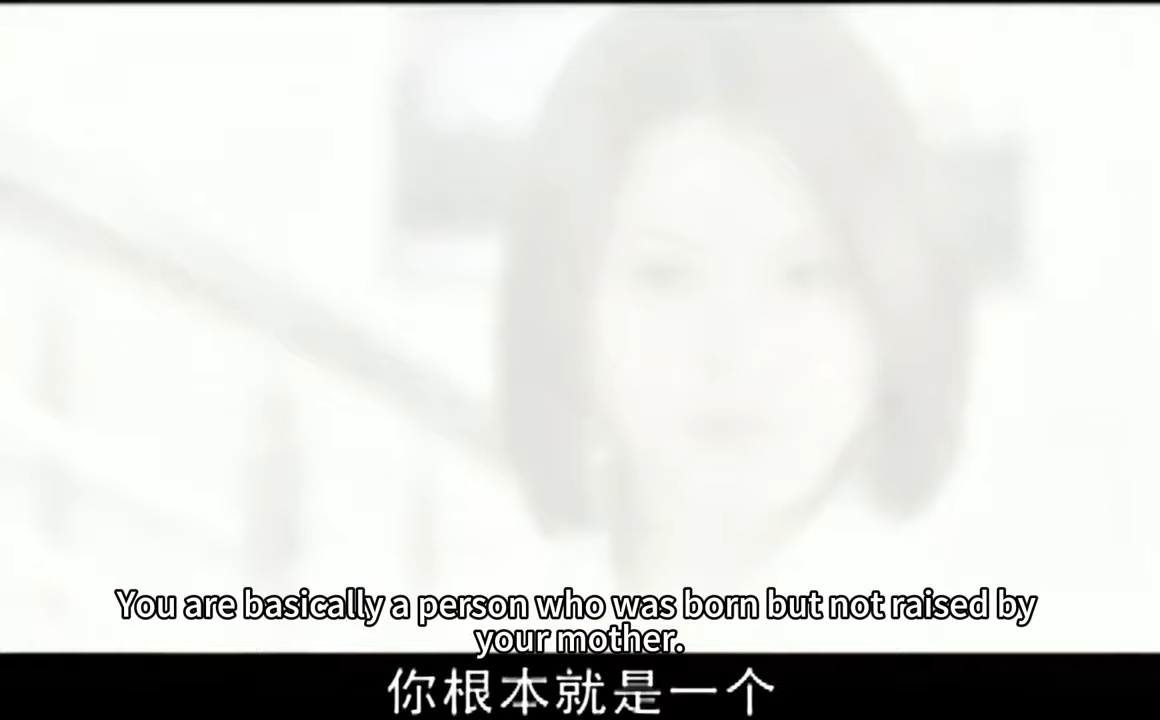 You are basically a person who was born but not raised by
your mother.
你根本就是一个